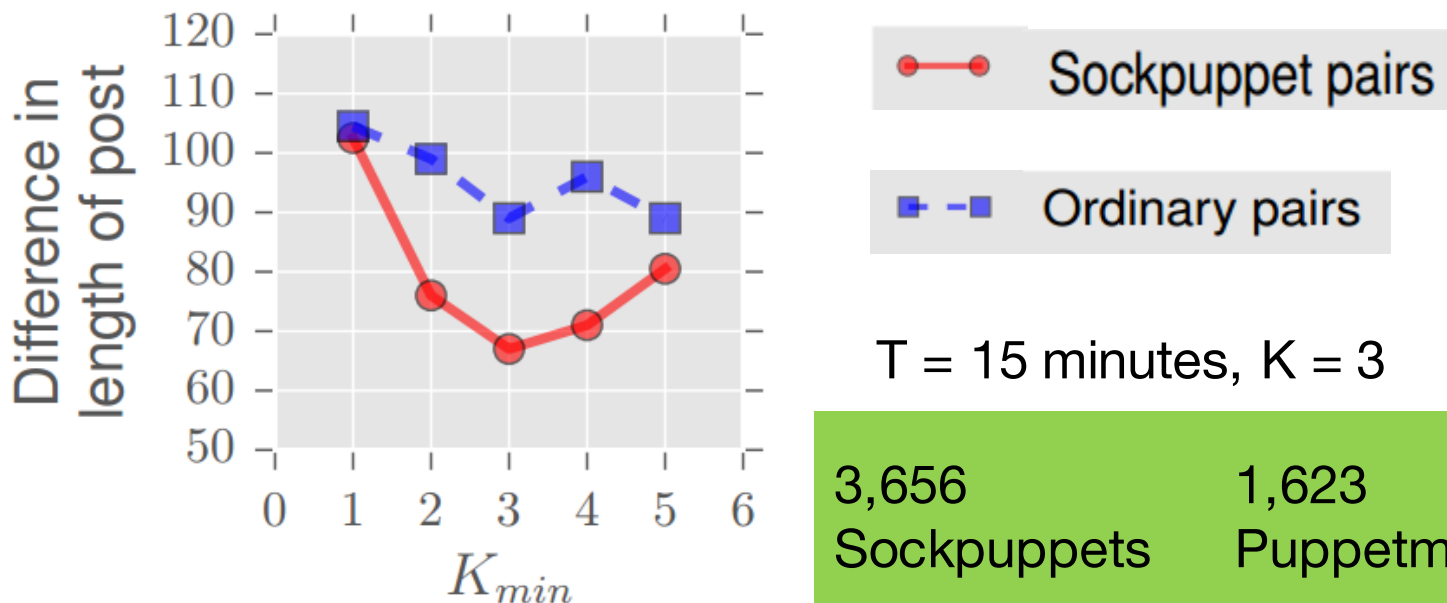 Difference in
length of post
120
110
100
90
80
70
60
50
0 1 2 3 4 5 6
K_min
Sockpuppet pairs
Ordinary pairs
T = 15 minutes, K = 3
3,656 1,623
Sockpuppets Puppetm